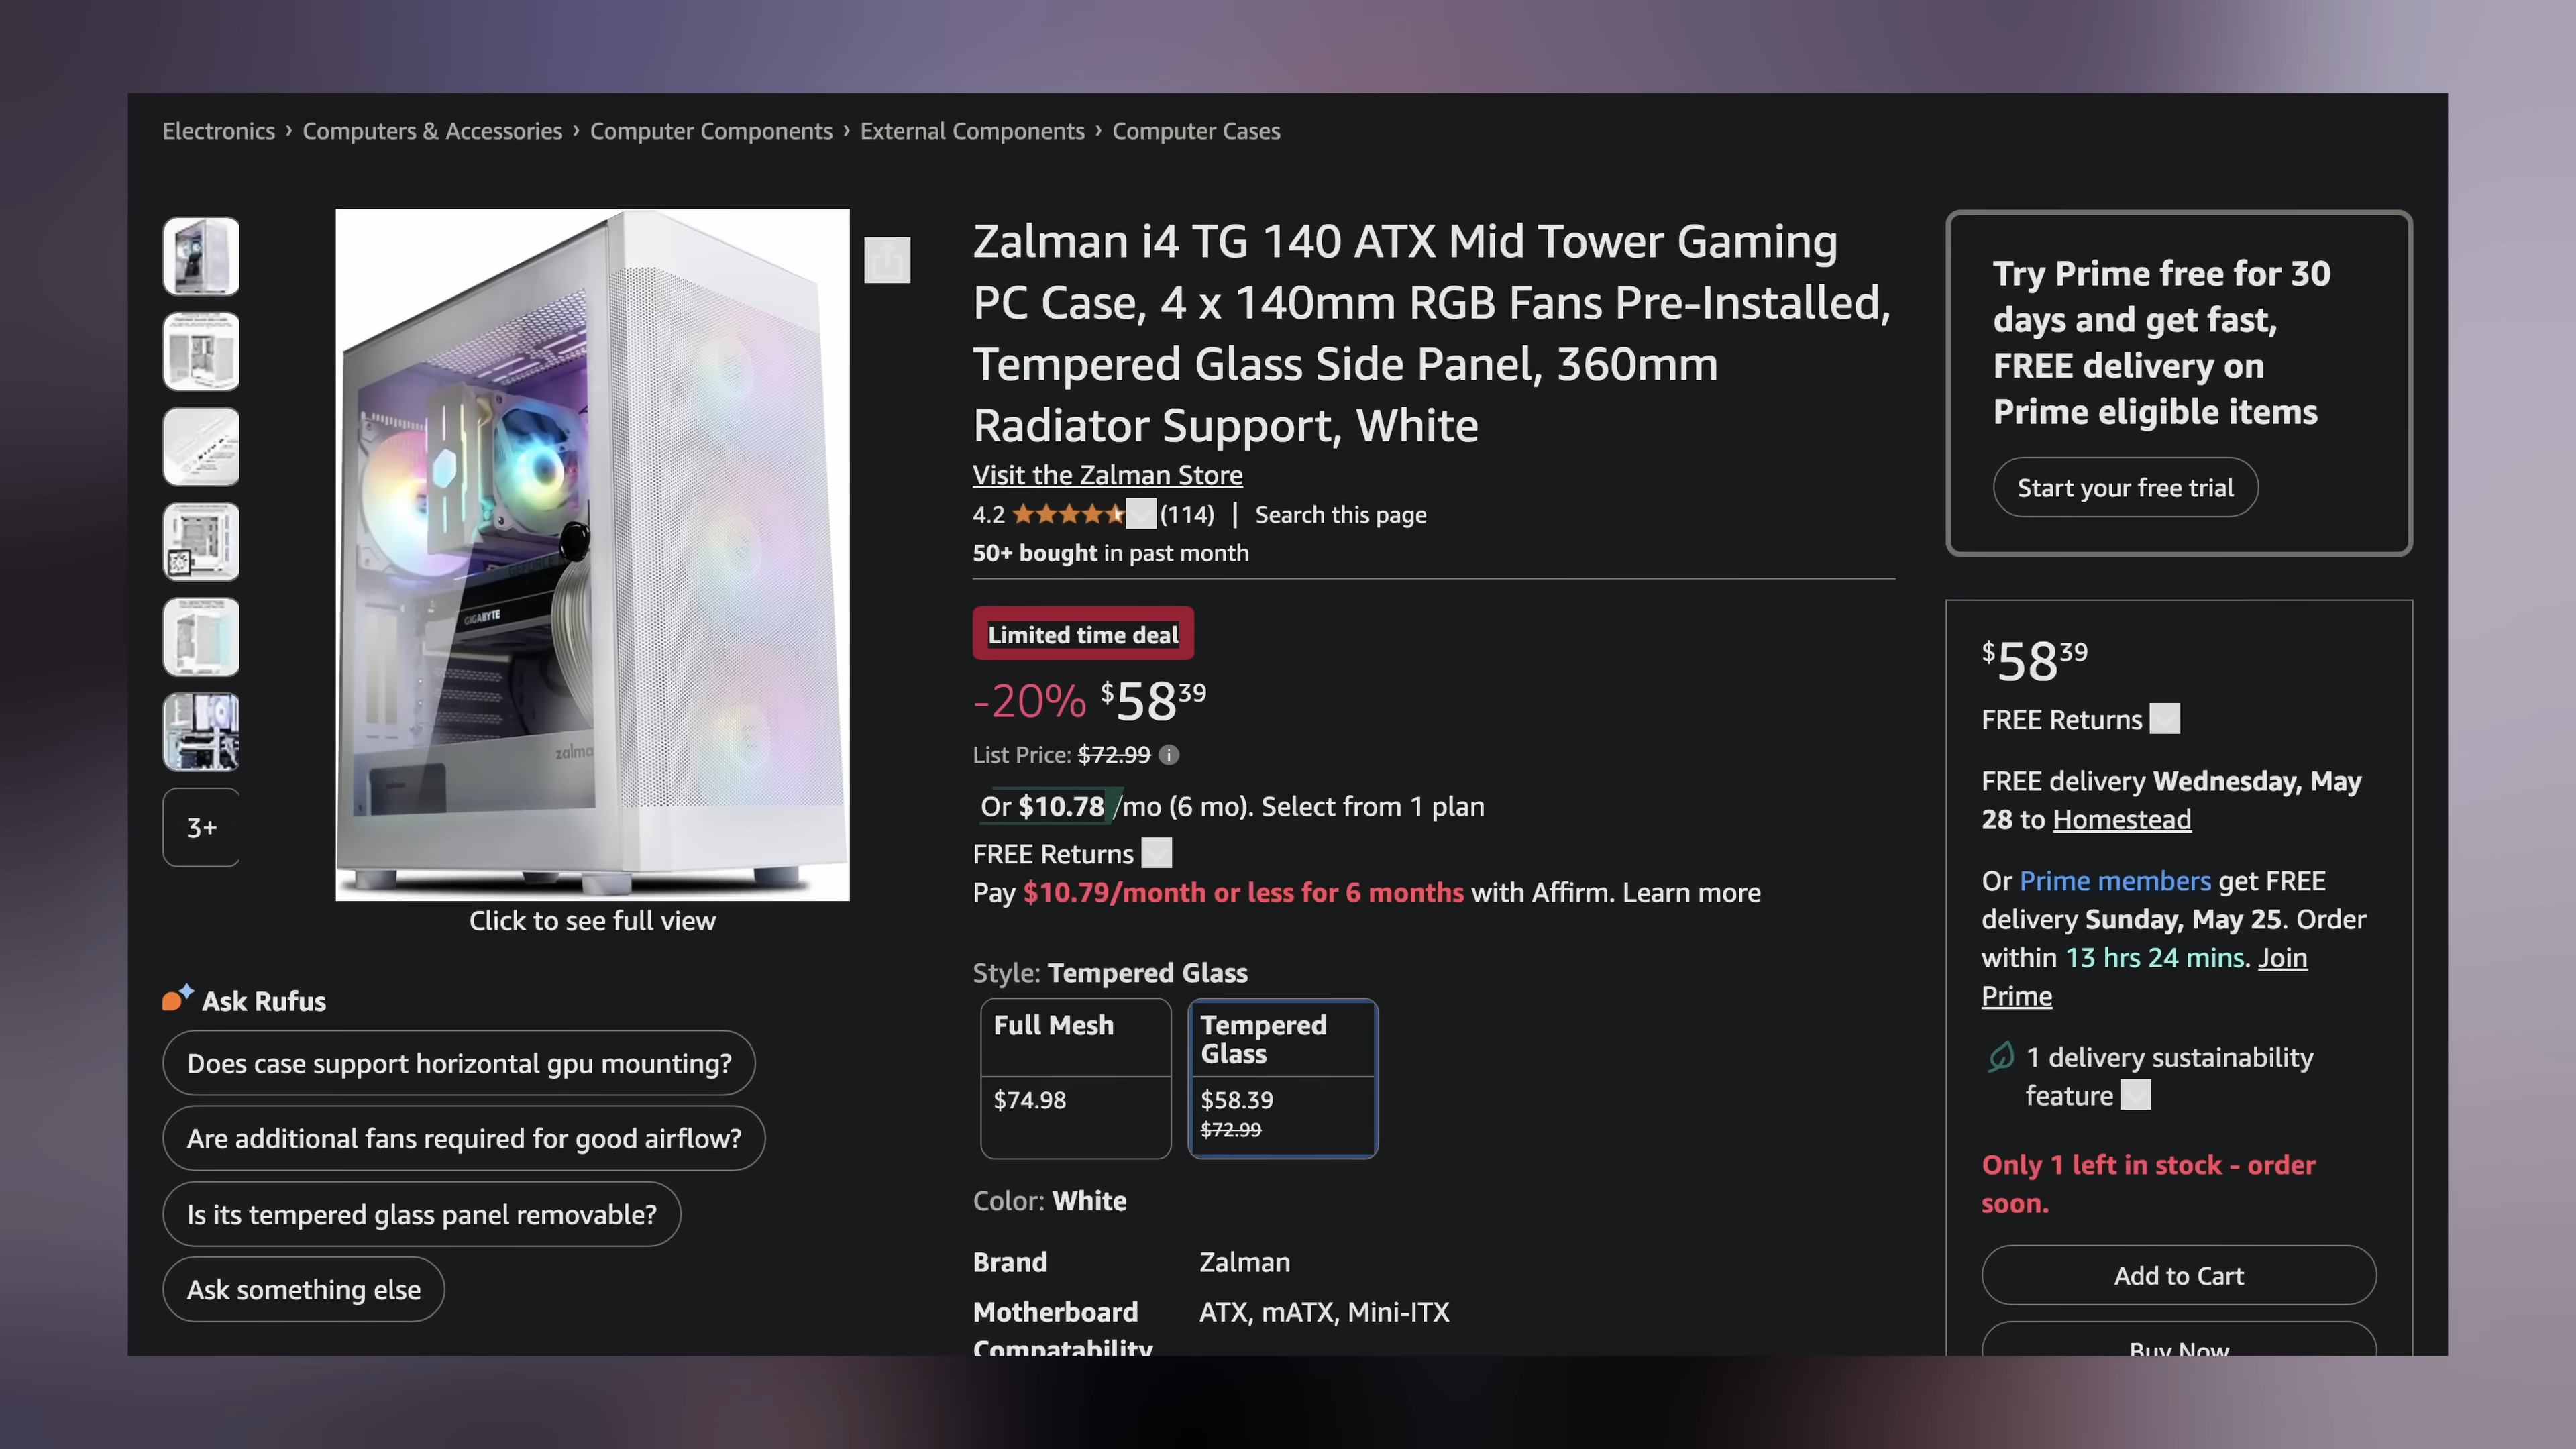 Electronics › Computers & Accessories › Computer Components › External Components › Computer Cases
GEFORCE
GIGABYTE
zalma
3+
Click to see full view
Ask Rufus
Does case support horizontal gpu mounting?
Are additional fans required for good airflow?
Is its tempered glass panel removable?
Ask something else
Zalman i4 TG 140 ATX Mid Tower Gaming
PC Case, 4 x 140mm RGB Fans Pre-Installed,
Tempered Glass Side Panel, 360mm
Radiator Support, White
Visit the Zalman Store
4.2 (114) | Search this page
50+ bought in past month
Limited time deal
-20% $58 39
List Price: $72.99
Or $10.78 /mo (6 mo). Select from 1 plan
FREE Returns
Pay $10.79/month or less for 6 months with Affirm. Learn more
Style: Tempered Glass
Full Mesh
$74.98
Tempered
Glass
$58.39
$72.99
Color: White
Brand Zalman
Motherboard ATX, mATX, Mini-ITX
Compatability
Try Prime free for 30
days and get fast,
FREE delivery on
Prime eligible items
Start your free trial
$58 39
FREE Returns
FREE delivery Wednesday, May
28 to Homestead
Or Prime members get FREE
delivery Sunday, May 25. Order
within 13 hrs 24 mins. Join
Prime
1 delivery sustainability
feature
Only 1 left in stock - order
soon.
Add to Cart
Buy Now